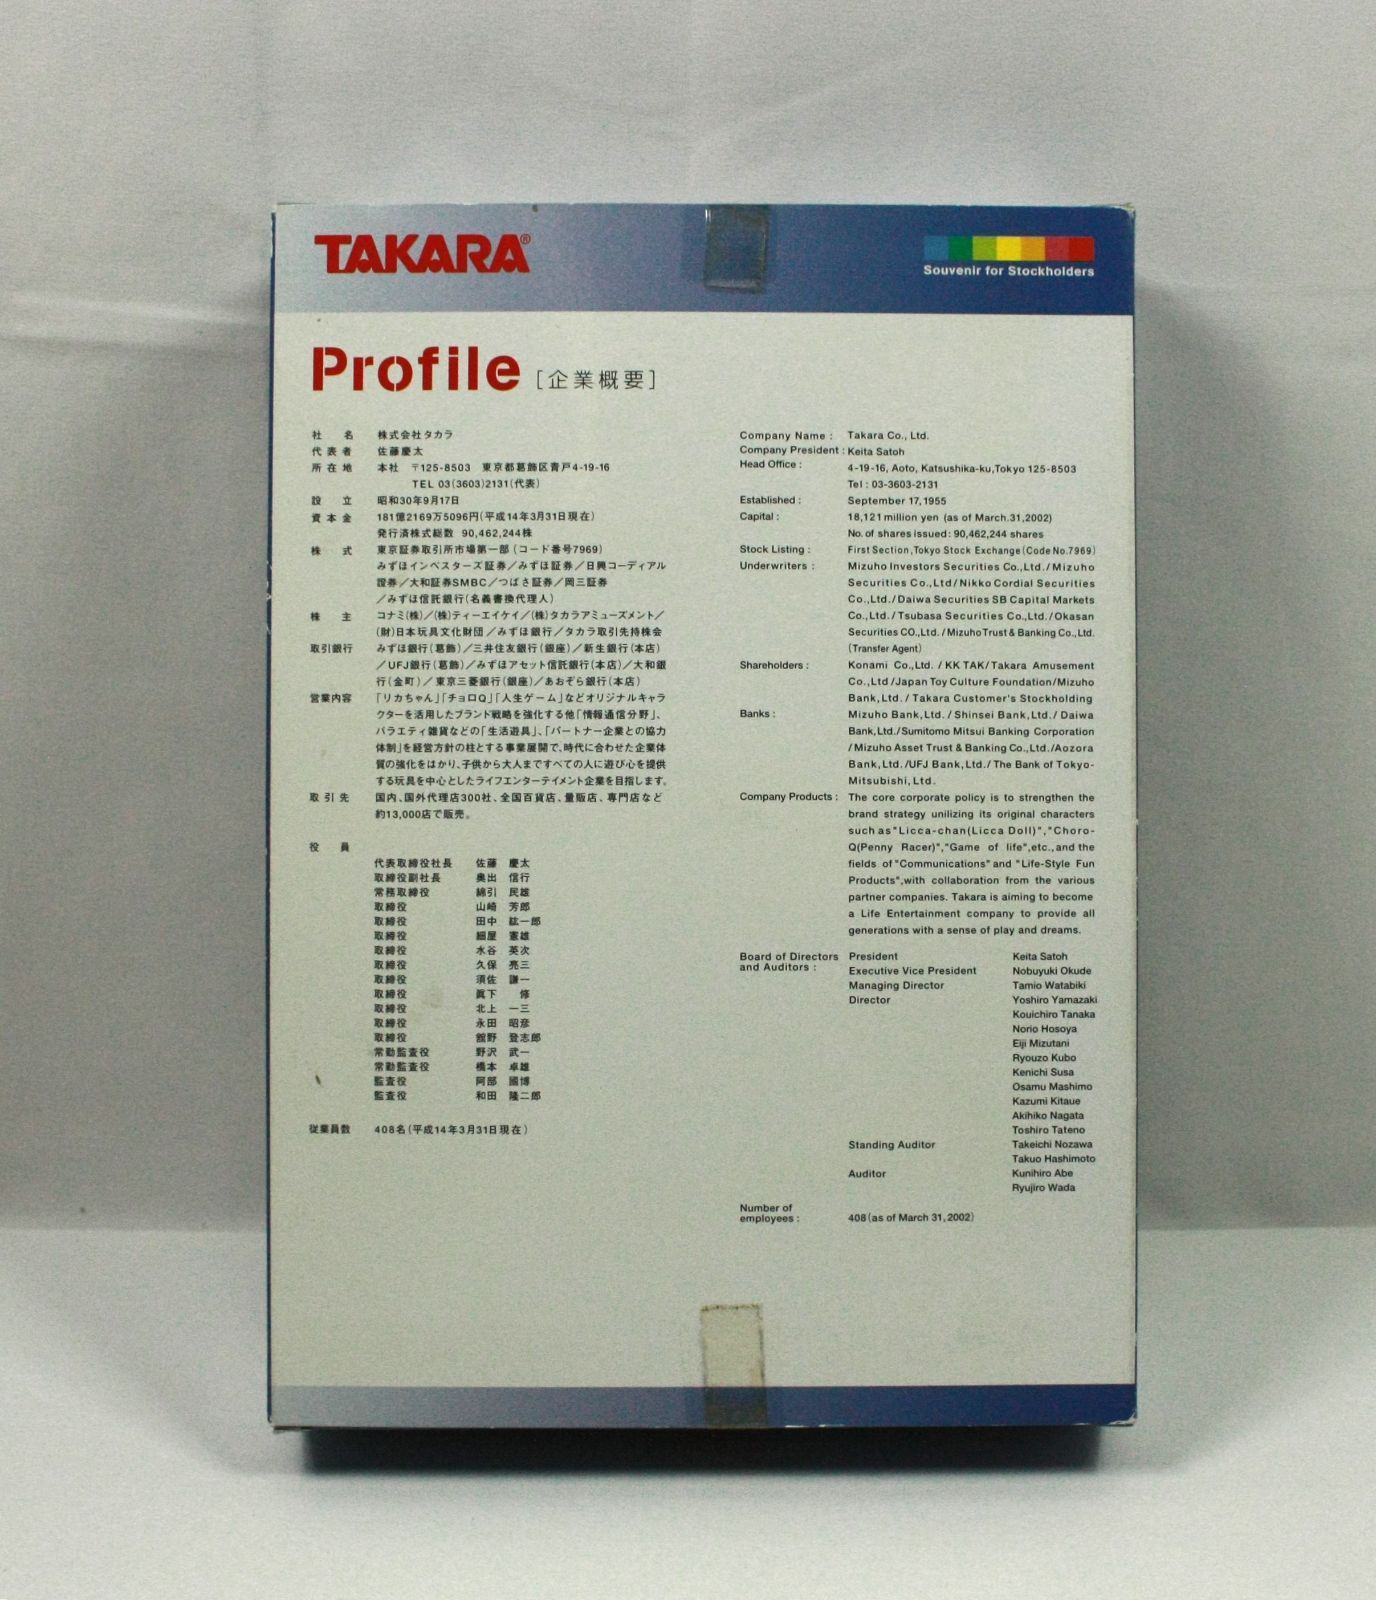 TAKARA®
Souvenir for Stockholders
Profile [企業概要]
社名 株式会社タカラ
代表者 佐藤慶太
所在地 本社 〒125-8503 東京都葛飾区青戸4-19-16
TEL 03(3603)2131(代表)
設立 昭和30年9月17日
資本金 181億2169万5096円(平成14年3月31日現在)
発行済株式総数 90,462,244株
株式 東京証券取引所市場第一部(コード番号7969)
みずほインベスターズ証券／みずほ証券／日興コーディアル
證券／大和証券SMBC／つばさ証券／岡三証券
／みずほ信託銀行(名義書換代理人)
株主 コナミ(株)／(株)ティーエイケイ／(株)タカラアミューズメント／
(財)日本玩具文化財団／みずほ銀行／タカラ取引先持株会
取引銀行 みずほ銀行(葛飾)／三井住友銀行(銀座)／新生銀行(本店)
／UFJ銀行(葛飾)／みずほアセット信託銀行(本店)／大和銀
行(金町)／東京三菱銀行(銀座)／あおぞら銀行(本店)
営業内容 「リカちゃん」「チョロQ」「人生ゲーム」などオリジナルキャラ
クターを活用したブランド戦略を強化する他「情報通信分野」、
バラエティ雑貨などの「生活遊具」、「パートナー企業との協力
体制」を経営方針の柱とする事業展開で、時代に合わせた企業体
質の強化をはかり、子供から大人まですべての人に遊び心を提供
する玩具を中心としたライフエンターテイメント企業を目指します。
取引先 国内、国外代理店300社、全国百貨店、量販店、専門店など
約13,000店で販売。
役員
代表取締役社長 佐藤 慶太
取締役副社長 奥出 信行
常務取締役 綿引 民雄
取締役 山崎 芳郎
取締役 田中 紘一郎
取締役 細屋 憲雄
取締役 水谷 英次
取締役 久保 亮三
取締役 須佐 謙一
取締役 眞下 修
取締役 北上 一三
取締役 永田 昭彦
取締役 舘野 登志郎
常勤監査役 野沢 武一
常勤監査役 橋本 卓雄
監査役 阿部 國博
監査役 和田 隆二郎
従業員数 408名(平成14年3月31日現在)
Company Name : Takara Co., Ltd.
Company President : Keita Satoh
Head Office : 4-19-16, Aoto, Katsushika-ku,Tokyo 125-8503
Tel : 03-3603-2131
Established : September 17,1955
Capital : 18,121 million yen (as of March.31,2002)
No. of shares issued: 90,462,244 shares
Stock Listing : First Section,Tokyo Stock Exchange(Code No.7969)
Underwriters : Mizuho Investors Securities Co.,Ltd./Mizuho
Securities Co.,Ltd/Nikko Cordial Securities
Co.,Ltd./Daiwa Securities SB Capital Markets
Co.,Ltd./Tsubasa Securities Co.,Ltd./Okasan
Securities CO.,Ltd./MizuhoTrust & Banking Co.,Ltd.
(Transfer Agent)
Shareholders : Konami Co.,Ltd. / KK TAK/Takara Amusement
Co.,Ltd /Japan Toy Culture Foundation/Mizuho
Bank,Ltd./ Takara Customer's Stockholding
Banks : Mizuho Bank,Ltd./ Shinsei Bank,Ltd./ Daiwa
Bank,Ltd./Sumitomo Mitsui Banking Corporation
/Mizuho Asset Trust & Banking Co.,Ltd./Aozora
Bank,Ltd./UFJ Bank,Ltd./ The Bank of Tokyo-
Mitsubishi, Ltd.
Company Products : The core corporate policy is to strengthen the
brand strategy unilizing its original characters
such as "Licca-chan(Licca Doll)","Choro-
Q(Penny Racer)","Game of life",etc.,and the
fields of "Communications" and "Life-Style Fun
Products",with collaboration from the various
partner companies. Takara is aiming to become
a Life Entertainment company to provide all
generations with a sense of play and dreams.
Board of Directors and Auditors : President Keita Satoh
Executive Vice President Nobuyuki Okude
Managing Director Tamio Watabiki
Director Yoshiro Yamazaki
Kouichiro Tanaka
Norio Hosoya
Eiji Mizutani
Ryouzo Kubo
Kenichi Susa
Osamu Mashimo
Kazumi Kitaue
Akihiko Nagata
Toshiro Tateno
Standing Auditor Takeichi Nozawa
Takuo Hashimoto
Auditor Kunihiro Abe
Ryujiro Wada
Number of
employees : 408(as of March 31, 2002)